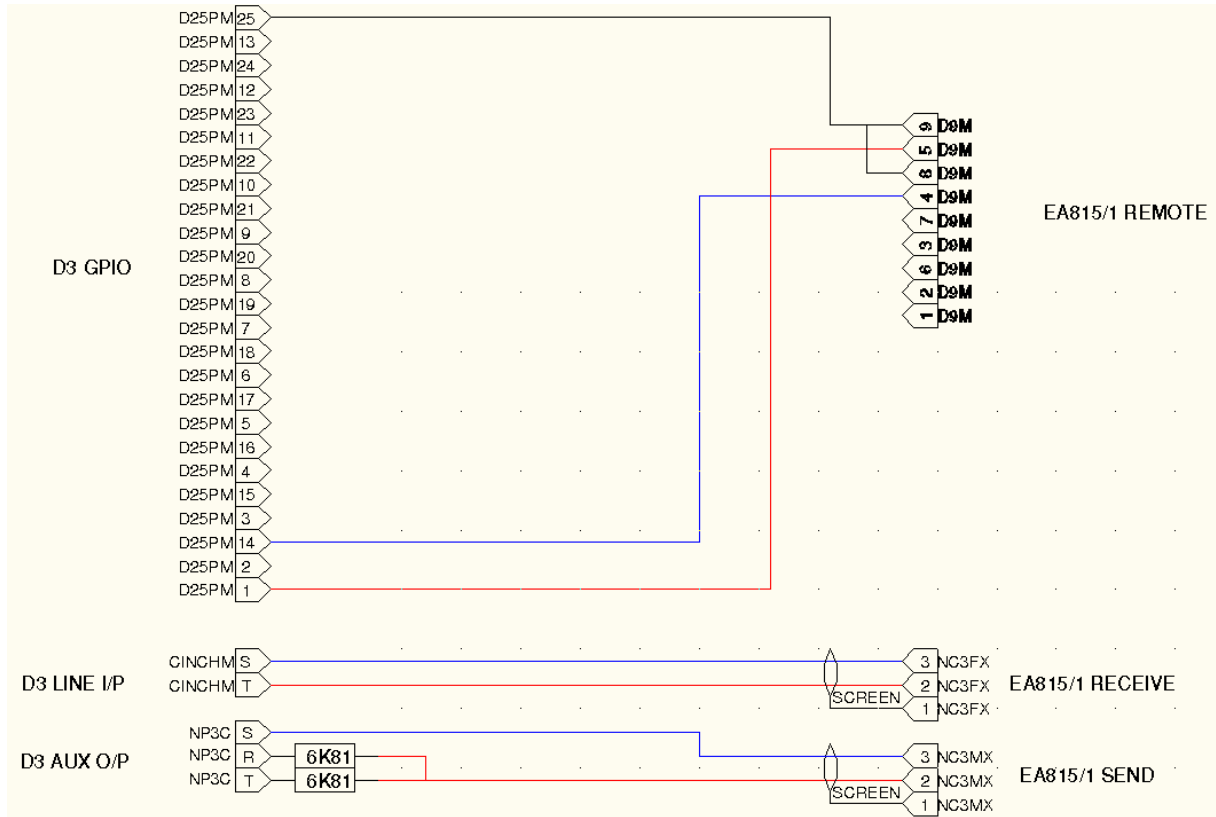 D25PM 25
D25PM 13
D25PM 24
D25PM 12
D25PM 23
D25PM 11
D25PM 22
D25PM 10
D25PM 21
D25PM 9
D25PM 20
D25PM 8
D25PM 19
D25PM 7
D25PM 18
D25PM 6
D25PM 17
D25PM 5
D25PM 16
D25PM 4
D25PM 15
D25PM 3
D25PM 14
D25PM 2
D25PM 1
D3 GPIO
9 D9M
5 D9M
8 D9M
4 D9M
7 D9M
3 D9M
6 D9M
2 D9M
1 D9M
EA815/1 REMOTE
D3 LINE I/P
CINCHM S
CINCHM T
SCREEN
3 NC3FX
2 NC3FX
1 NC3FX
EA815/1 RECEIVE
D3 AUX O/P
NP3C S
NP3C R 6K81
NP3C T 6K81
SCREEN
3 NC3MX
2 NC3MX
1 NC3MX
EA815/1 SEND